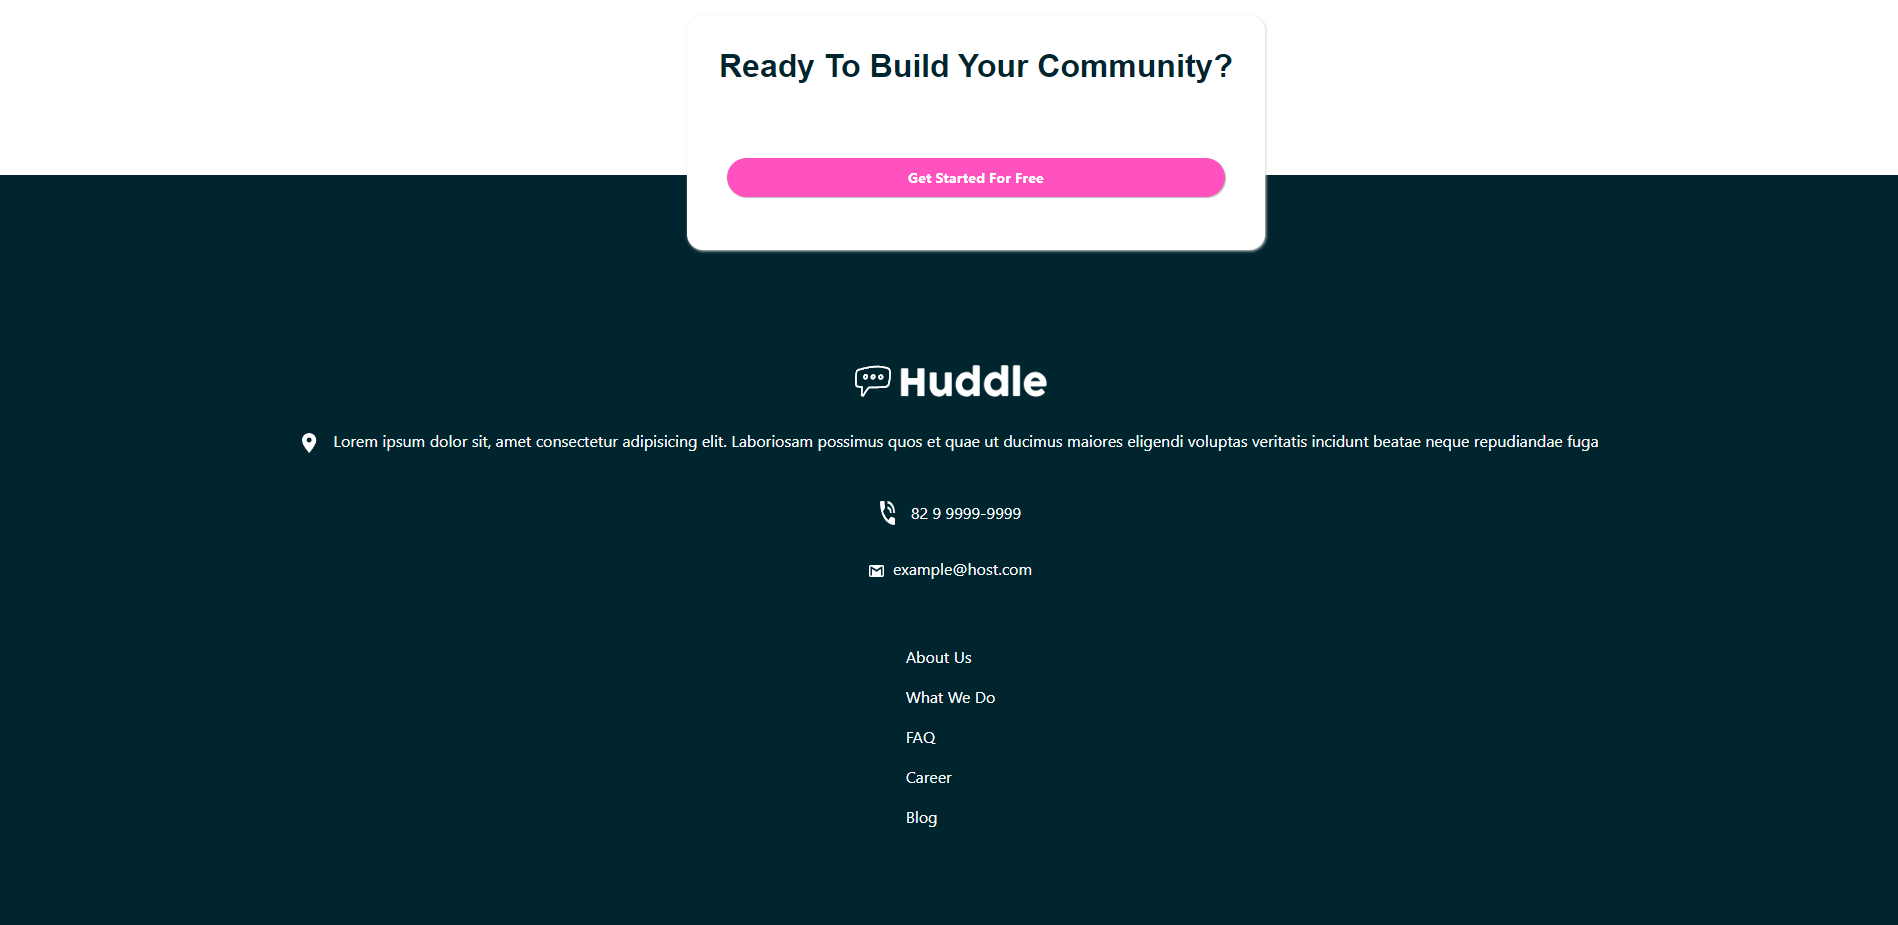 Ready To Build Your Community?
Get Started For Free
Huddle
Lorem ipsum dolor sit, amet consectetur adipisicing elit. Laboriosam possimus quos et quae ut ducimus maiores eligendi voluptas veritatis incidunt beatae neque repudiandae fuga
82 9 9999-9999
example@host.com
About Us
What We Do
FAQ
Career
Blog